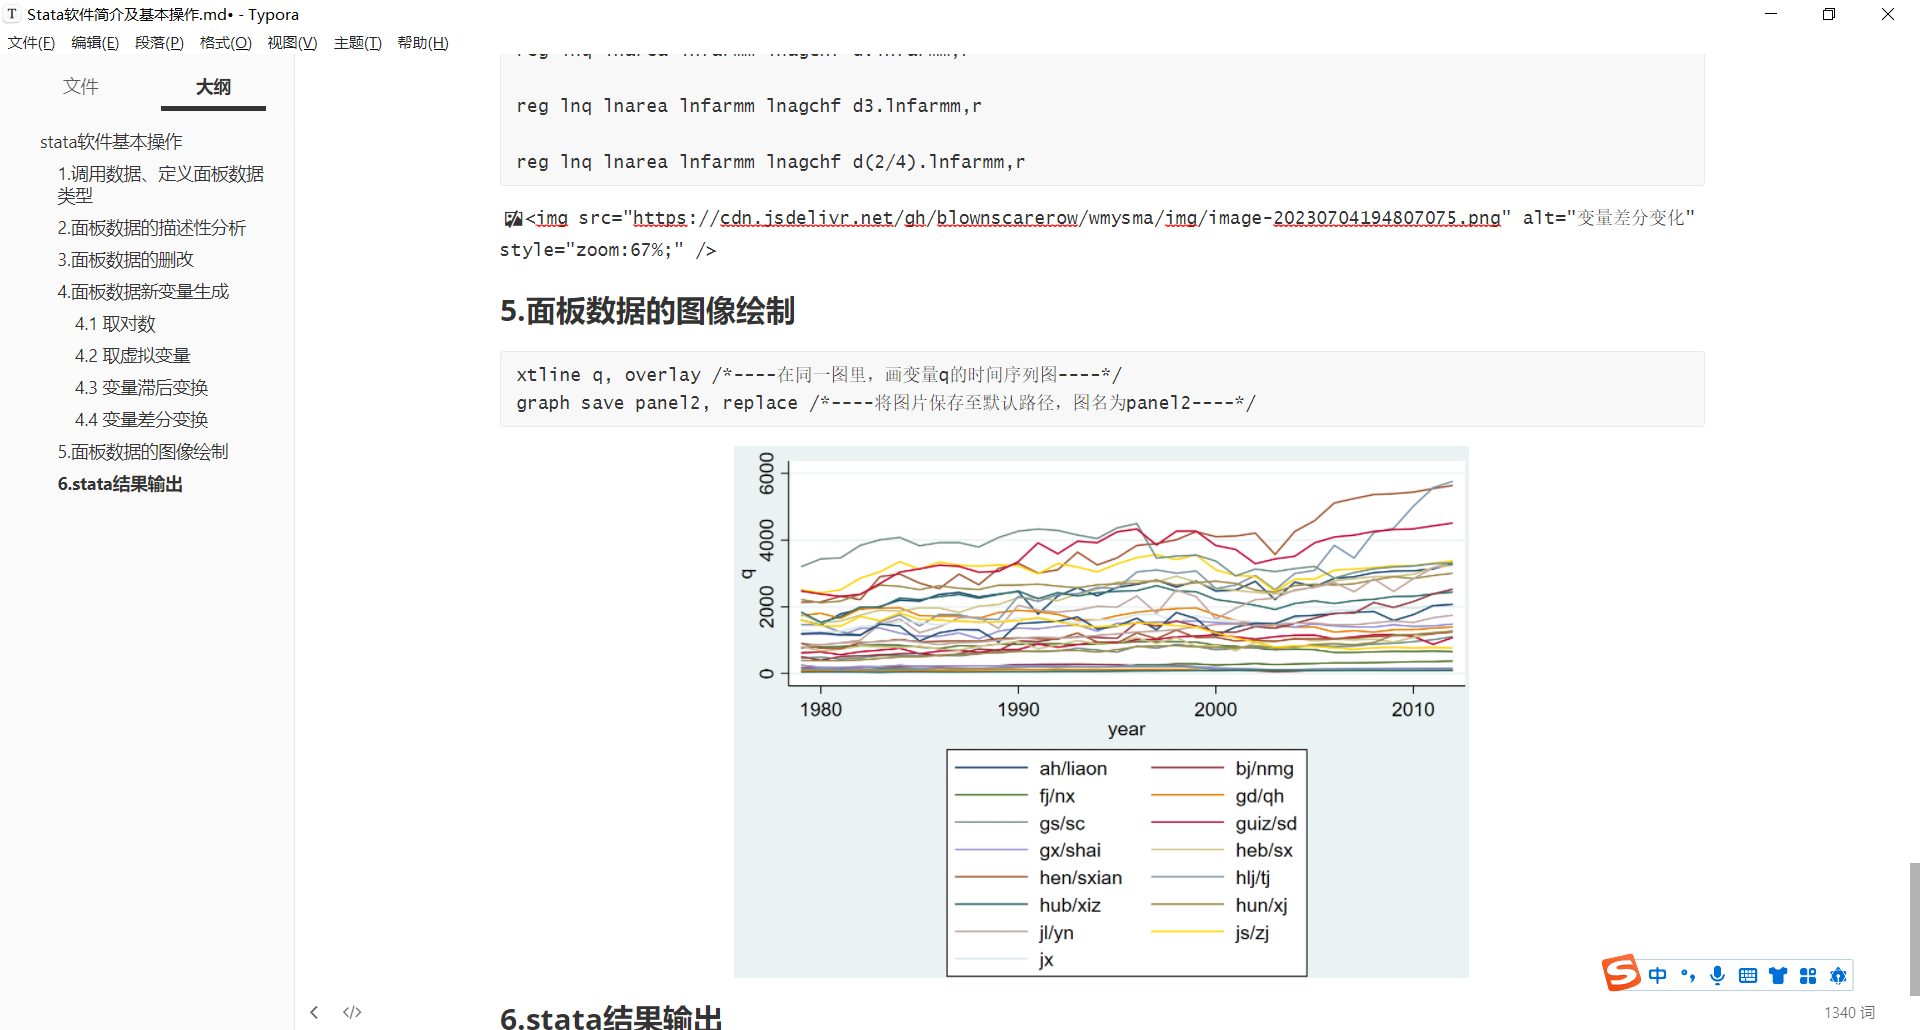 Stata软件简介及基本操作.md• - Typora
文件(F) 编辑(E) 段落(P) 格式(O) 视图(V) 主题(T) 帮助(H)
文件 大纲
stata软件基本操作
1.调用数据、定义面板数据
类型
2.面板数据的描述性分析
3.面板数据的删改
4.面板数据新变量生成
4.1 取对数
4.2 取虚拟变量
4.3 变量滞后变换
4.4 变量差分变换
5.面板数据的图像绘制
6.stata结果输出
reg lnq lnarea lnfarmm lnagchf d3.lnfarmm,r
reg lnq lnarea lnfarmm lnagchf d(2/4).lnfarmm,r
<img src="https://cdn.jsdelivr.net/gh/blownscarerow/wmysma/img/image-20230704194807075.png" alt="变量差分变化"
style="zoom:67%;" />
5.面板数据的图像绘制
xtline q, overlay /*----在同一图里，画变量q的时间序列图----*/
graph save panel2, replace /*----将图片保存至默认路径，图名为panel2----*/
6000
4000
2000
0
q
1980 1990 2000 2010
year
ah/liaon bj/nmg
fj/nx gd/qh
gs/sc guiz/sd
gx/shai heb/sx
hen/sxian hlj/tj
hub/xiz hun/xj
jl/yn js/zj
jx
6.stata结果输出
S 中
1340 词